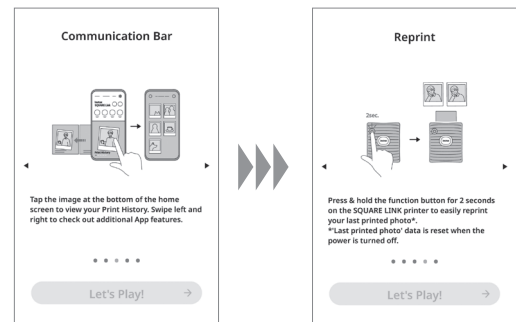 Communication Bar
Tap the image at the bottom of the home
screen to view your Print History. Swipe left and
right to check out additional App features.
Let's Play!
Reprint
2sec.
Press & hold the function button for 2 seconds
on the SQUARE LINK printer to easily reprint
your last printed photo*.
*'Last printed photo' data is reset when the
power is turned off.
Let's Play!